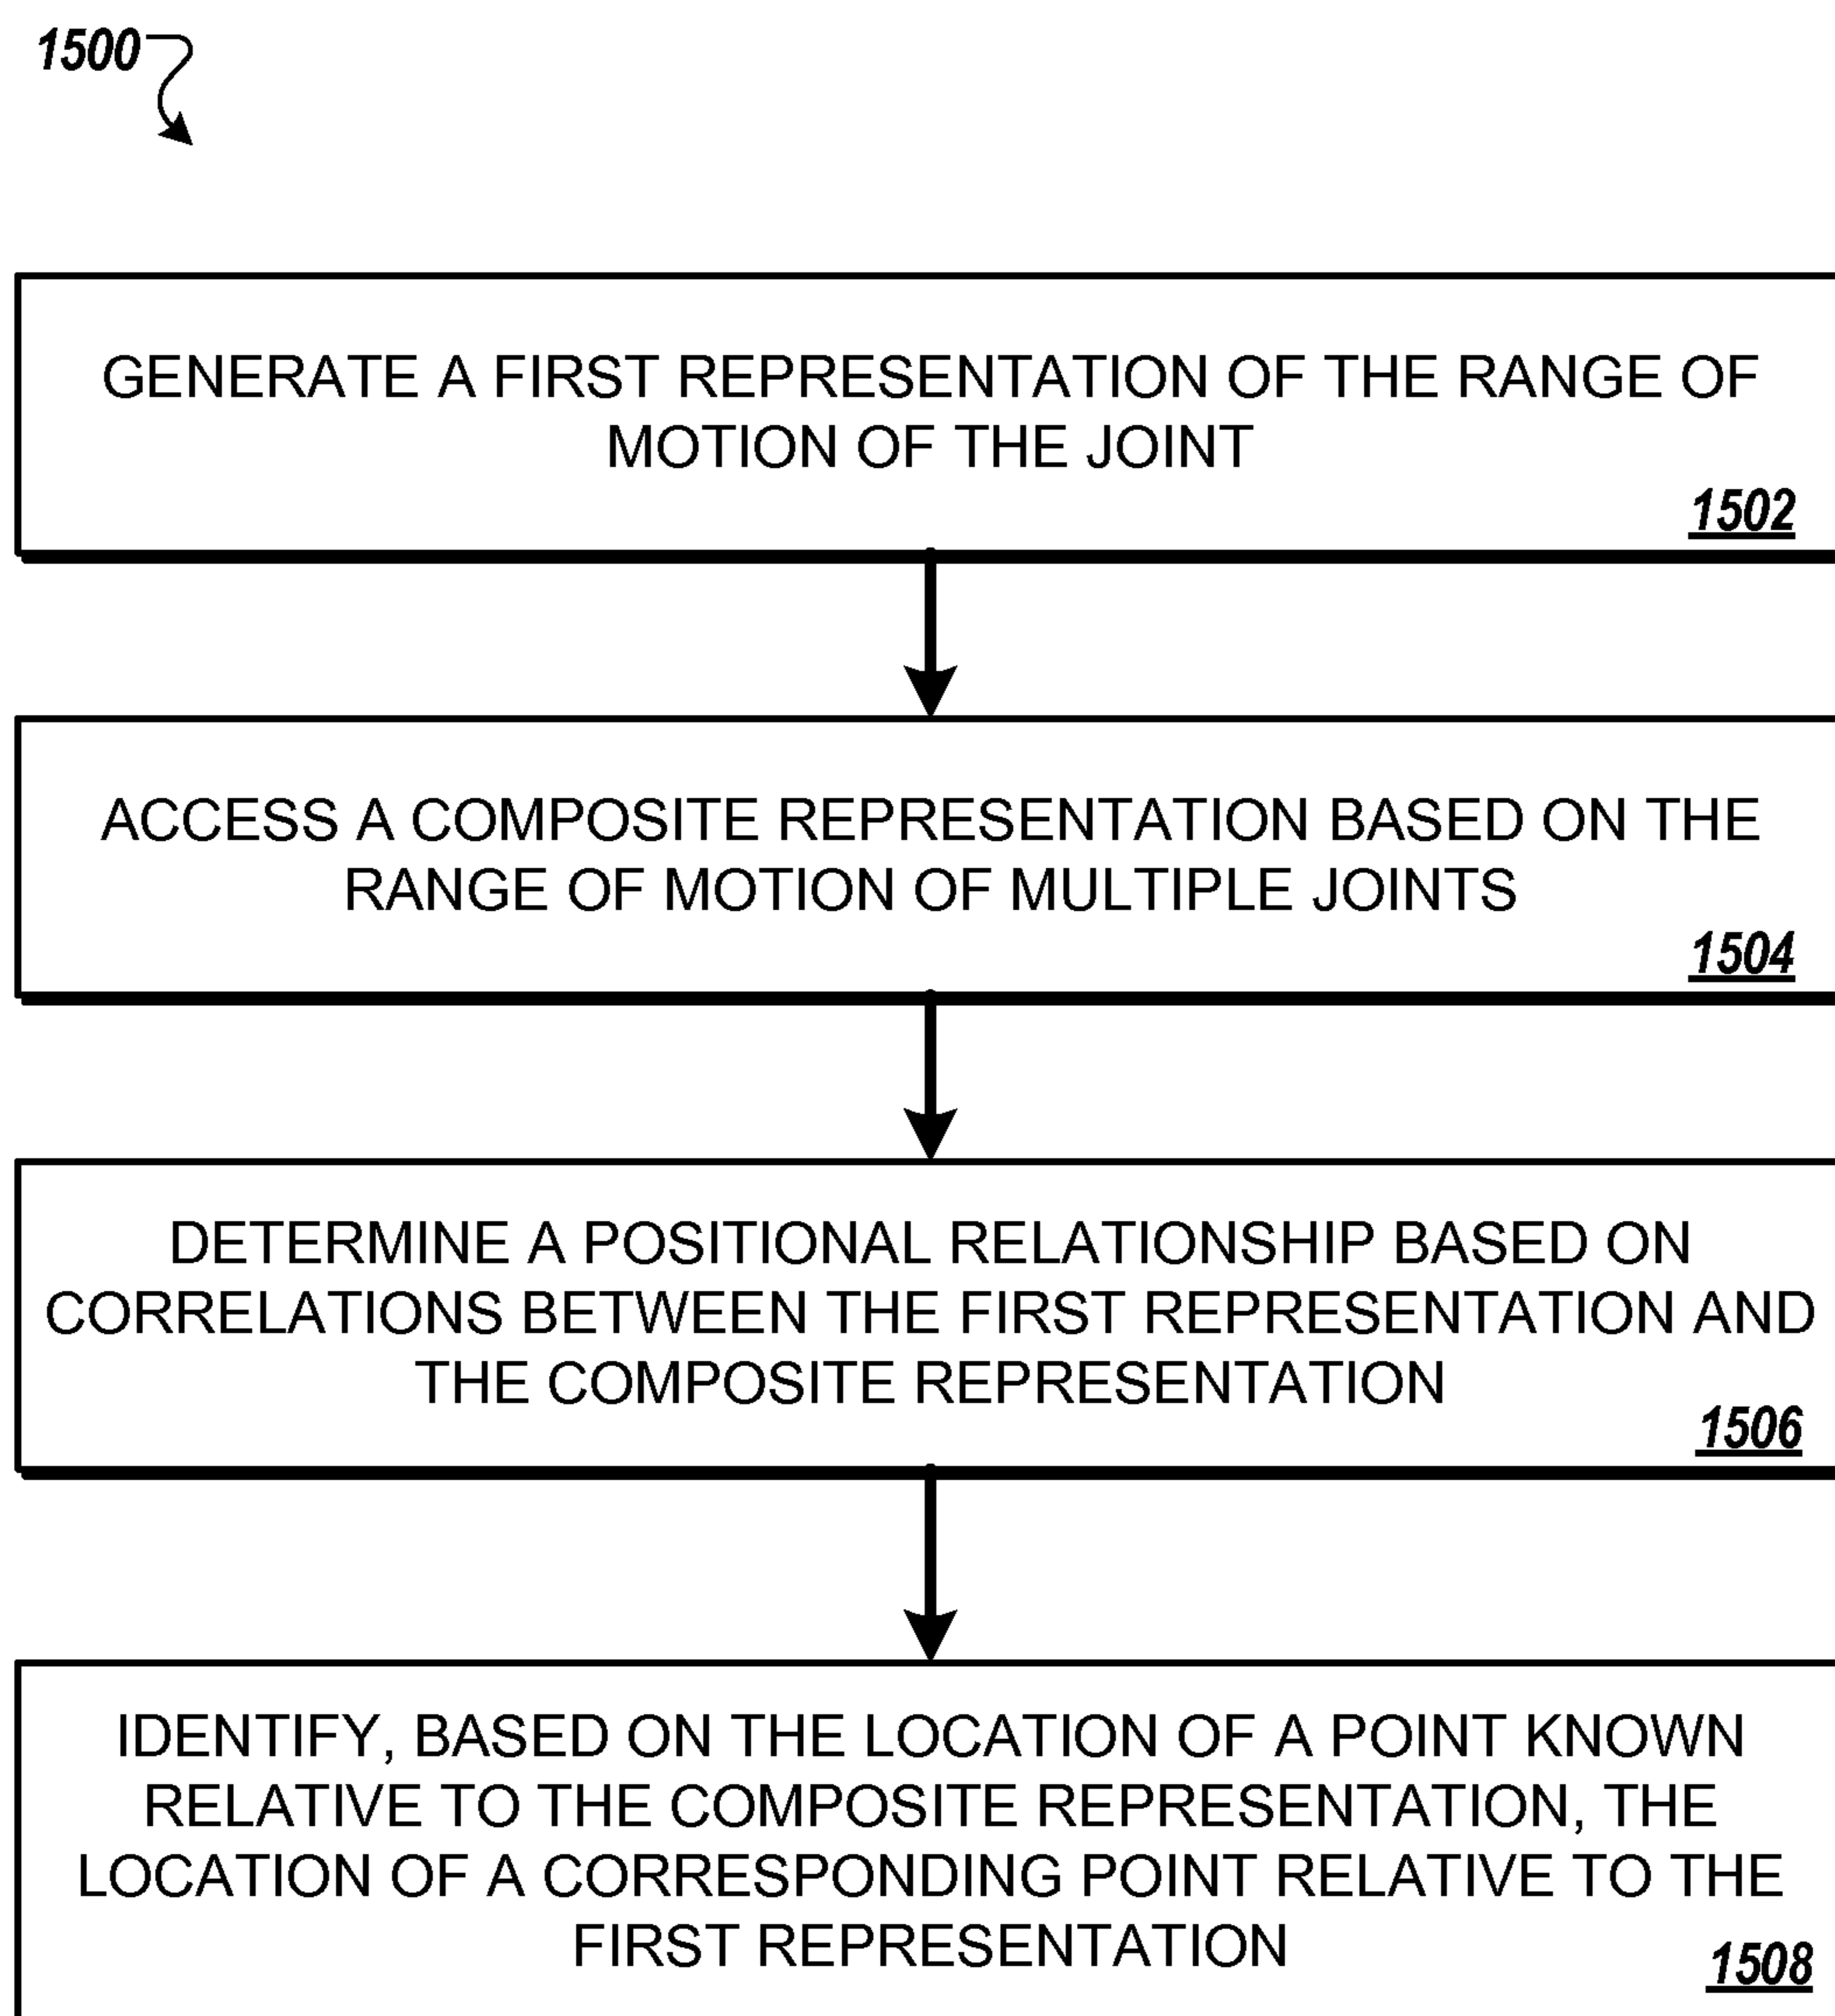 1500
GENERATE A FIRST REPRESENTATION OF THE RANGE OF
MOTION OF THE JOINT
1502
ACCESS A COMPOSITE REPRESENTATION BASED ON THE
RANGE OF MOTION OF MULTIPLE JOINTS
1504
DETERMINE A POSITIONAL RELATIONSHIP BASED ON
CORRELATIONS BETWEEN THE FIRST REPRESENTATION AND
THE COMPOSITE REPRESENTATION
1506
IDENTIFY, BASED ON THE LOCATION OF A POINT KNOWN
RELATIVE TO THE COMPOSITE REPRESENTATION, THE
LOCATION OF A CORRESPONDING POINT RELATIVE TO THE
FIRST REPRESENTATION
1508